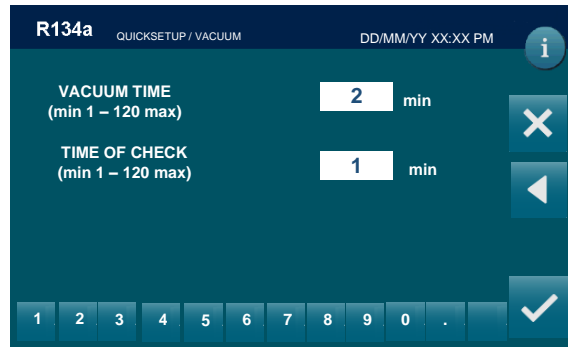 R134a QUICKSETUP / VACUUM DD/MM/YY XX:XX PM i
VACUUM TIME 2 min
(min 1 – 120 max)
TIME OF CHECK 1 min
(min 1 – 120 max)
1 2 3 4 5 6 7 8 9 0 .